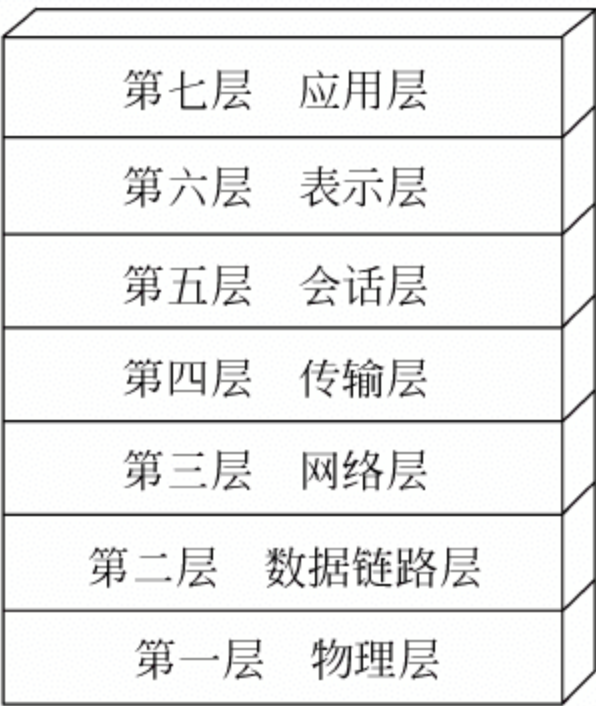 第七层 应用层
第六层 表示层
第五层 会话层
第四层 传输层
第三层 网络层
第二层 数据链路层
第一层 物理层